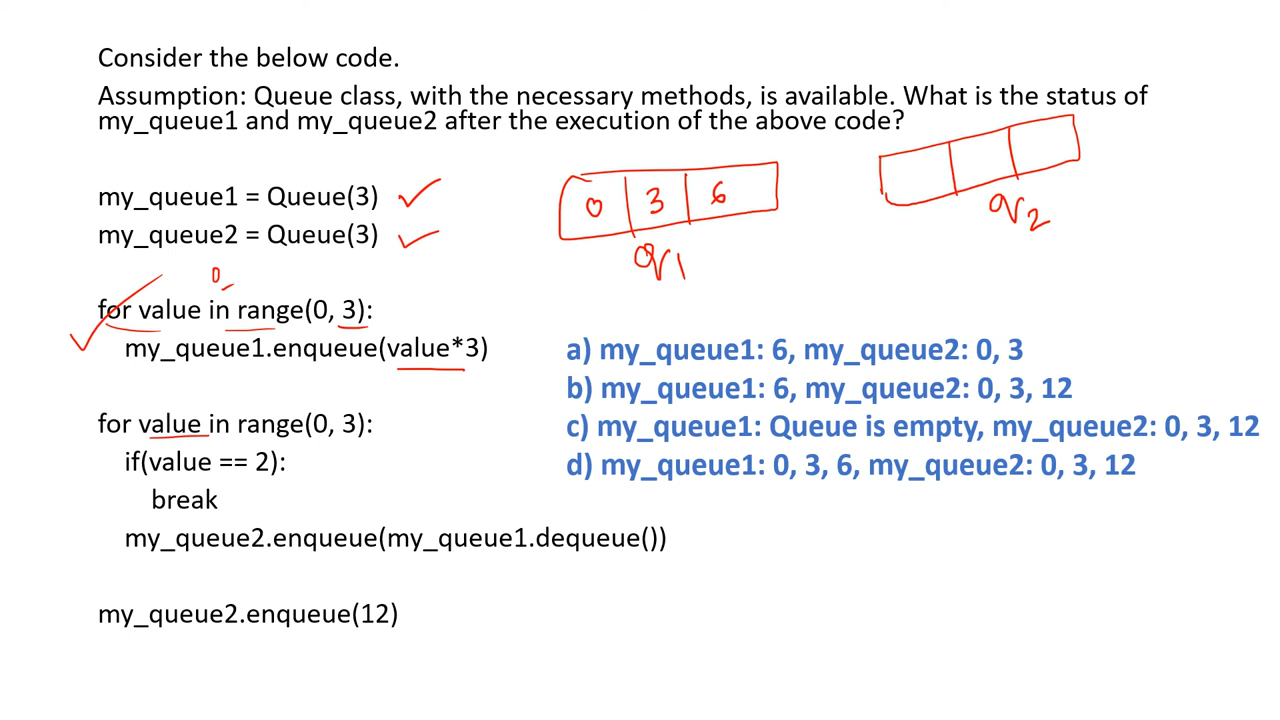 Consider the below code.
Assumption: Queue class, with the necessary methods, is available. What is the status of
my_queue1 and my_queue2 after the execution of the above code?
my_queue1 = Queue(3)
my_queue2 = Queue(3)
0 3 6
q1
q2
0
for value in range(0, 3):
my_queue1.enqueue(value*3)
for value in range(0, 3):
if(value == 2):
break
my_queue2.enqueue(my_queue1.dequeue())
my_queue2.enqueue(12)
a) my_queue1: 6, my_queue2: 0, 3
b) my_queue1: 6, my_queue2: 0, 3, 12
c) my_queue1: Queue is empty, my_queue2: 0, 3, 12
d) my_queue1: 0, 3, 6, my_queue2: 0, 3, 12